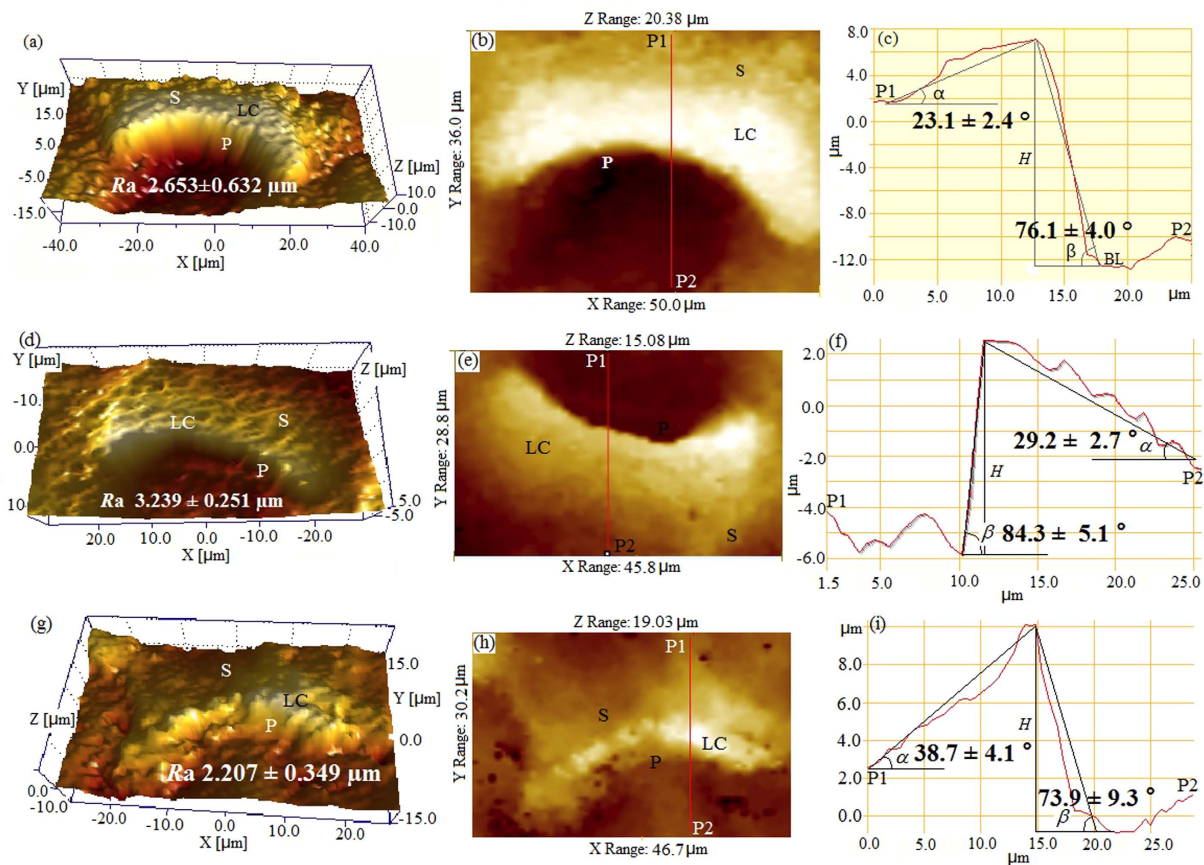 (a)
Y [µm]
15.0
5.0
-5.0
-15.0
S
LC
P
Ra 2.653±0.632 µm
Z [µm]
10.0
0.0
-10.0
-40.0
-20.0
0.0
20.0
40.0
X [µm]
Z Range: 20.38 µm
(b)
P1
S
LC
P
P2
Y Range: 36.0 µm
X Range: 50.0 µm
(c)
8.0
4.0
0.0
-4.0
-8.0
-12.0
µm
P1
α
23.1 ± 2.4 °
H
76.1 ± 4.0 °
β
BL
P2
0.0
5.0
10.0
15.0
20.0
µm
(d)
Y [µm]
-10.0
0.0
10
LC
S
P
Ra 3.239 ± 0.251 µm
Z [µm]
5.0
-5.0
20.0
10.0
0.0
-10.0
-20.0
X [µm]
Z Range: 15.08 µm
(e)
P1
P
LC
S
P2
Y Range: 28.8 µm
X Range: 45.8 µm
(f)
2.0
0.0
-2.0
-4.0
-6.0
µm
29.2 ± 2.7 °
α
P2
H
P1
β
84.3 ± 5.1 °
1.5
5.0
10.0
15.0
20.0
25.0
µm
(g)
S
LC
P
Ra 2.207 ± 0.349 µm
Z [µm]
0.0
-10.0
15.0
Y [µm]
0.0
-15.0
-20.0
-10.0
0.0
10.0
20.0
X [µm]
Z Range: 19.03 µm
(h)
P1
S
LC
P
P2
Y Range: 30.2 µm
X Range: 46.7 µm
(i)
µm
8.0
6.0
4.0
2.0
0.0
H
α
38.7 ± 4.1 °
P1
73.9 ± 9.3 °
β
P2
0.0
5.0
10.0
15.0
20.0
25.0
µm